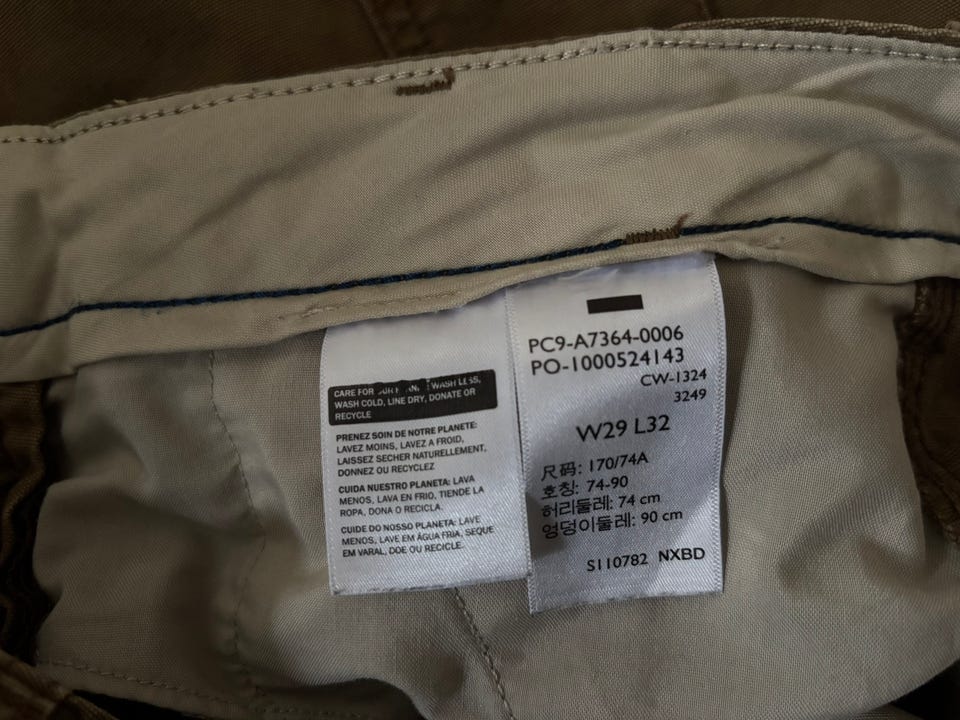 CARE FOR WASH LESS,
WASH COLD, LINE DRY, DONATE OR
RECYCLE
PRENEZ SOIN DE NOTRE PLANETE:
LAVEZ MOINS, LAVEZ A FROID,
LAISSEZ SECHER NATURELLEMENT,
DONNEZ OU RECYCLEZ
CUIDA NUESTRO PLANETA: LAVA
MENOS, LAVA EN FRIO, TIENDE LA
ROPA, DONA O RECICLA.
CUIDE DO NOSSO PLANETA: LAVE
MENOS, LAVE EM ÁGUA FRIA, SEQUE
EM VARAL, DOE OU RECICLE.
PC9-A7364-0006
PO-1000524143
CW-1324
3249
W29 L32
尺码: 170/74A
호칭: 74-90
허리둘레: 74 cm
엉덩이둘레: 90 cm
S110782 NXBD